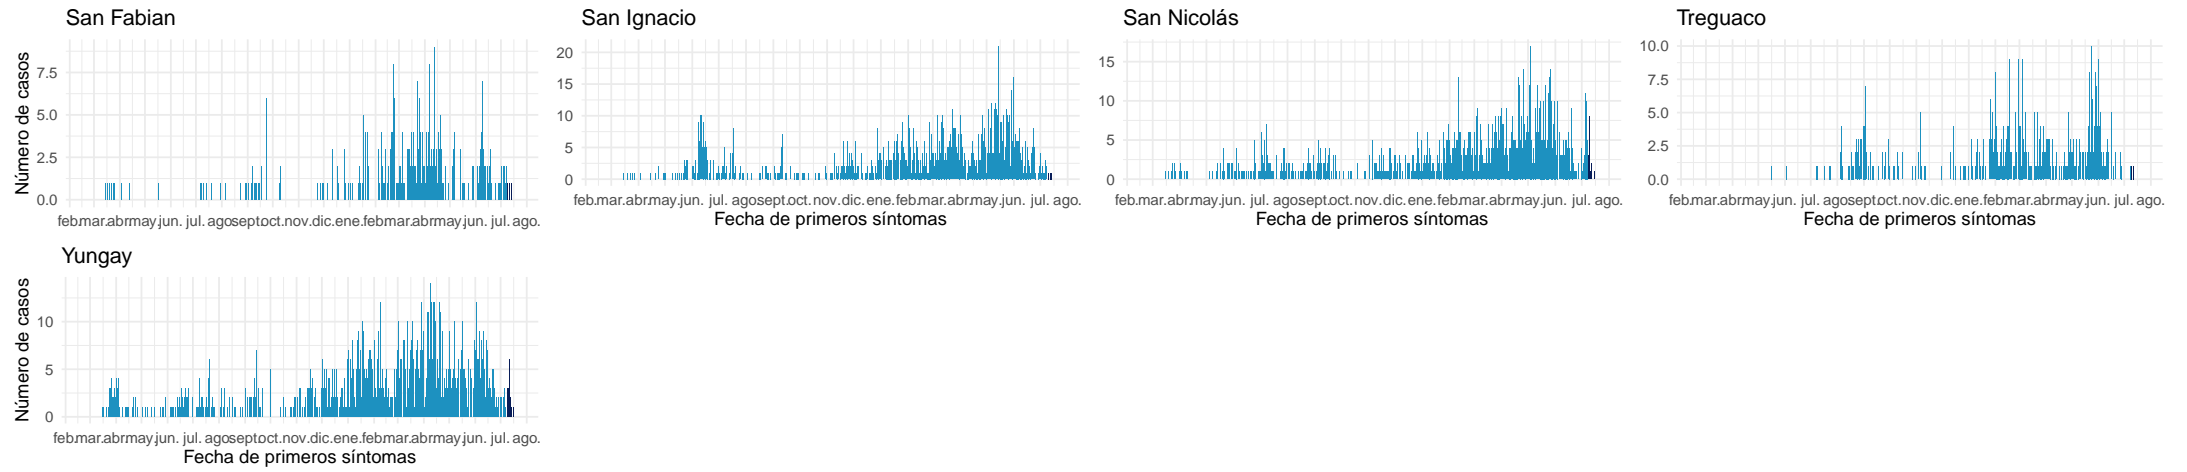 San Fabian
San Ignacio
San Nicolás
Treguaco
Número de casos
7.5
5.0
2.5
0.0
20
15
10
5
0
15
10
5
0
10.0
7.5
5.0
2.5
0.0
feb.mar.abr.may.jun. jul. ago.sept.oct.nov.dic.ene.feb.mar.abr.may.jun. jul. ago.
feb.mar.abr.may.jun. jul. ago.sept.oct.nov.dic.ene.feb.mar.abr.may.jun. jul. ago.
feb.mar.abr.may.jun. jul. ago.sept.oct.nov.dic.ene.feb.mar.abr.may.jun. jul. ago.
feb.mar.abr.may.jun. jul. ago.sept.oct.nov.dic.ene.feb.mar.abr.may.jun. jul. ago.
Fecha de primeros síntomas
Fecha de primeros síntomas
Fecha de primeros síntomas
Yungay
Número de casos
10
5
0
feb.mar.abr.may.jun. jul. ago.sept.oct.nov.dic.ene.feb.mar.abr.may.jun. jul. ago.
Fecha de primeros síntomas